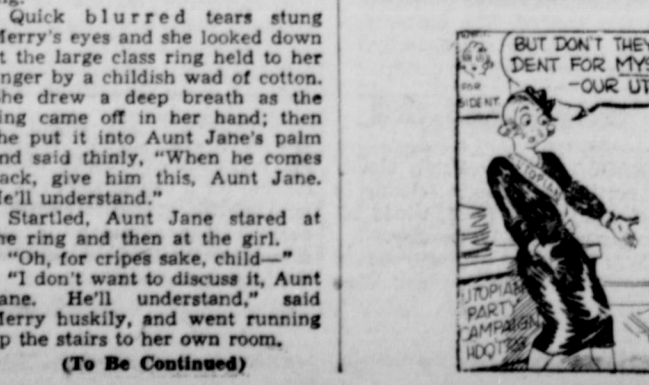 Quick blurred tears stung
Merry's eyes and she looked down
at the large class ring held to her
finger by a childish wad of cotton.
She drew a deep breath as the
ring came off in her hand; then
she put it into Aunt Jane's palm
and said thinly, "When he comes
back, give him this, Aunt Jane.
He'll understand."
Startled, Aunt Jane stared at
the ring and then at the girl.
"Oh, for cripes sake, child—"
"I don't want to discuss it, Aunt
Jane. He'll understand," said
Merry huskily, and went running
up the stairs to her own room.
(To Be Continued)
BUT DON'T THEY
DENT FOR MYS
-OUR UT
FOR
SIDENT
UTOPIAN
UTOPIAN
PARTY
CAMPAIGN
HDQTRS